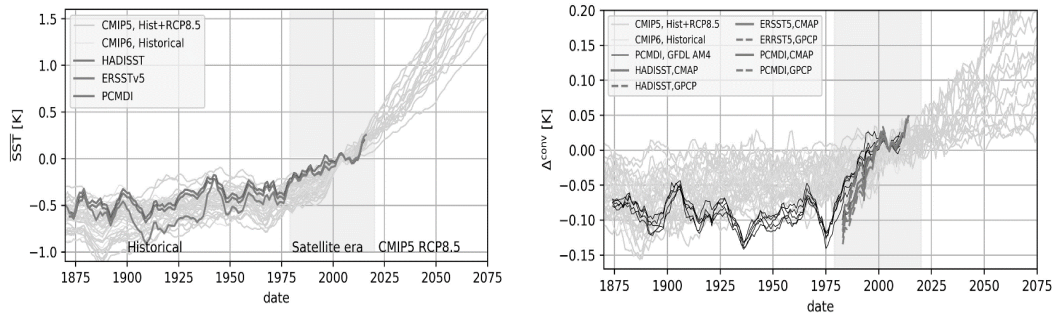 1.5
1.0
0.5
0.0
−0.5
−1.0
SST [K]
CMIP5, Hist+RCP8.5
CMIP6, Historical
HADISST
ERSSTv5
PCMDI
Historical
Satellite era
CMIP5 RCP8.5
1875 1900 1925 1950 1975 2000 2025 2050 2075
date
0.20
0.15
0.10
0.05
0.00
−0.05
−0.10
−0.15
Δconv [K]
CMIP5, Hist+RCP8.5
CMIP6, Historical
PCMDI, GFDL AM4
HADISST,CMAP
HADISST,GPCP
ERSST5,CMAP
ERRST5,GPCP
PCMDI,CMAP
PCMDI,GPCP
1875 1900 1925 1950 1975 2000 2025 2050 2075
date